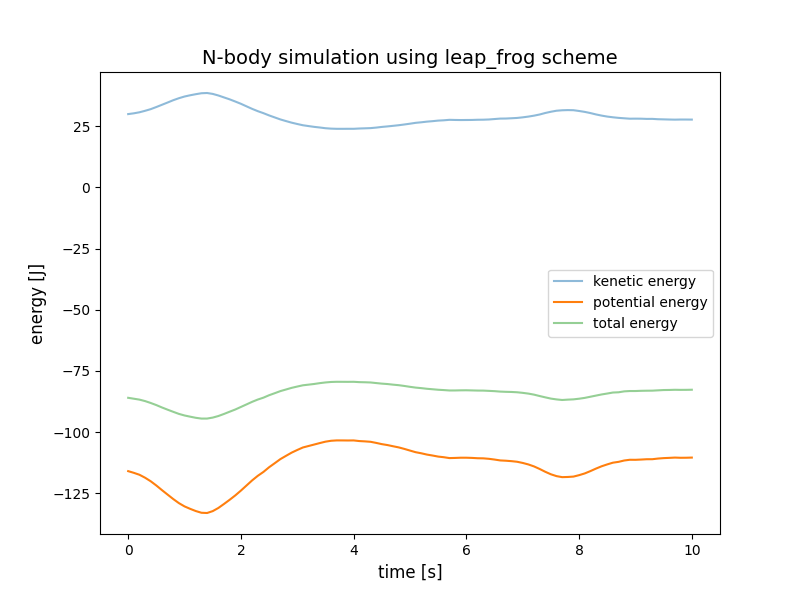 N-body simulation using leap_frog scheme
energy [J]
25
0
−25
−50
−75
−100
−125
kenetic energy
potential energy
total energy
0 2 4 6 8 10
time [s]